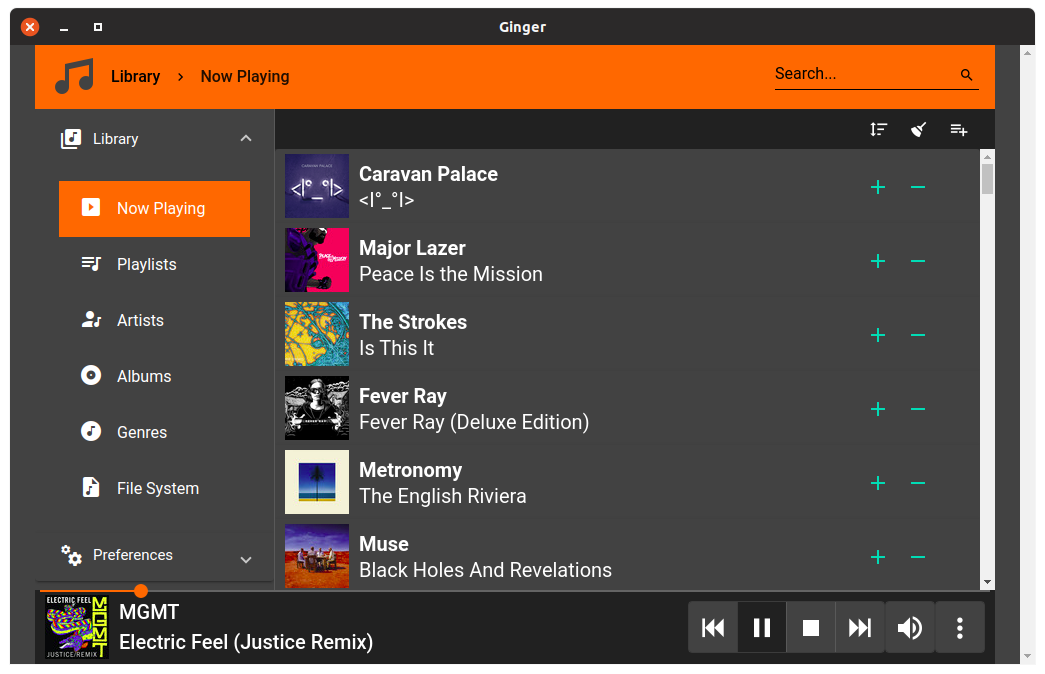 Ginger
Library > Now Playing
Search...
Library
Now Playing
Playlists
Artists
Albums
Genres
File System
Preferences
CARAVAN PALACE
<|°_°|>
Caravan Palace
<|°_°|>
Major Lazer
Peace Is the Mission
The Strokes
Is This It
Fever Ray
Fever Ray (Deluxe Edition)
Metronomy
The English Riviera
Muse
Black Holes And Revelations
ELECTRIC FEEL
MGMT
JUSTICE REMIX
MGMT
Electric Feel (Justice Remix)